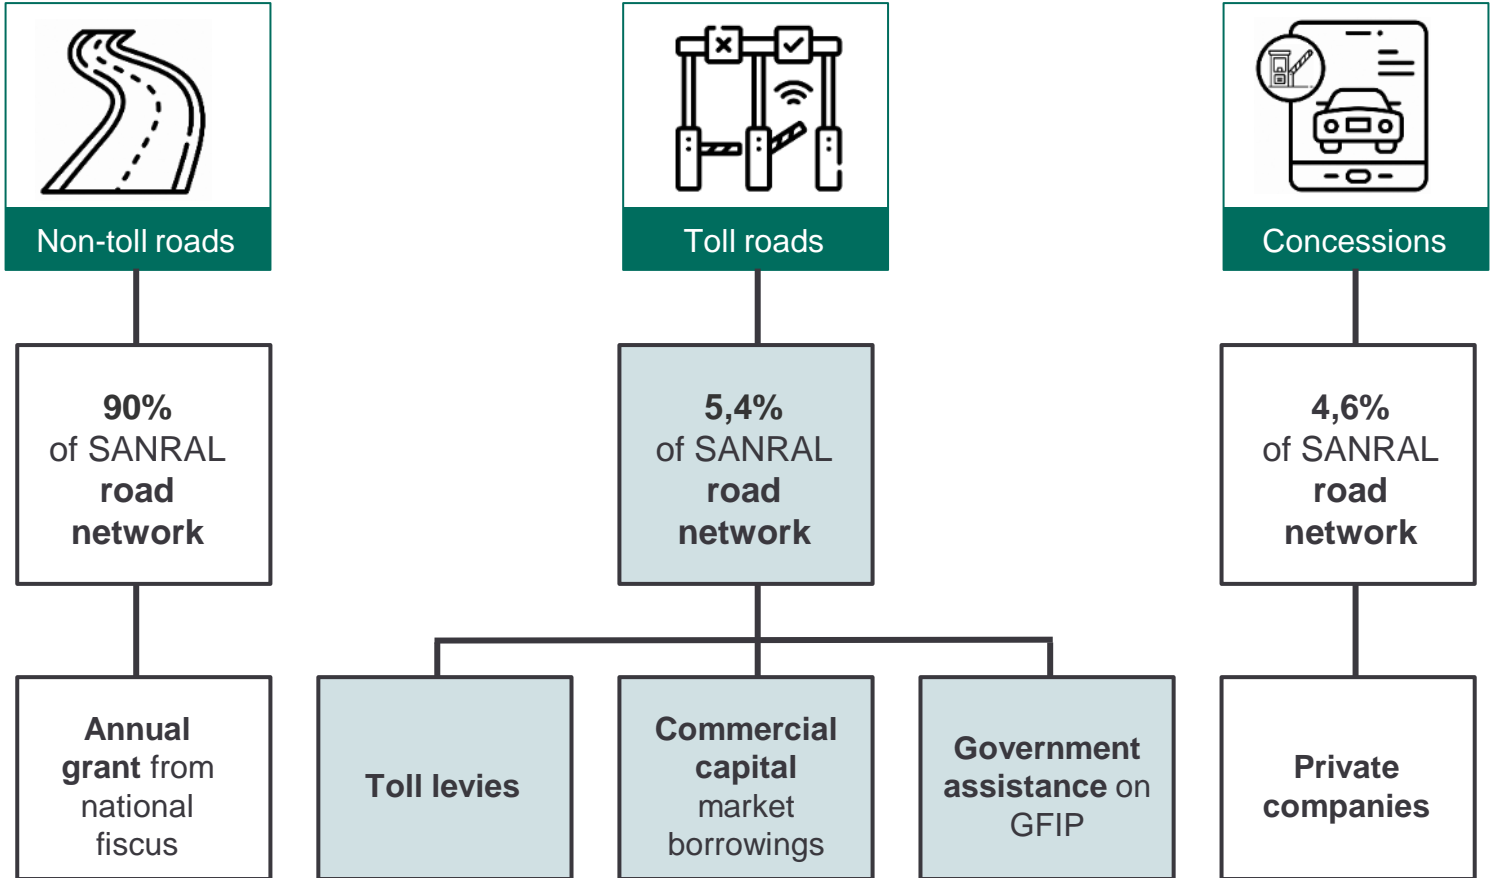 Non-toll roads
Toll roads
Concessions
90%
of SANRAL
road
network
5,4%
of SANRAL
road
network
4,6%
of SANRAL
road
network
Annual
grant from
national
fiscus
Toll levies
Commercial
capital
market
borrowings
Government
assistance on
GFIP
Private
companies